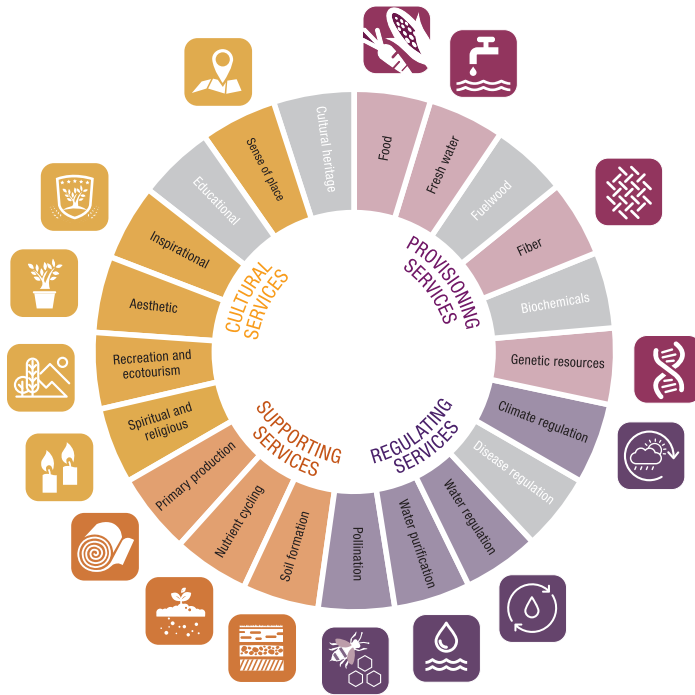 Food
Fresh water
Fuelwood
Fiber
Biochemicals
Genetic resources
Climate regulation
Disease regulation
Water regulation
Water purification
Pollination
Soil formation
Nutrient cycling
Primary production
Spiritual and
religious
Recreation and
ecotourism
Aesthetic
Inspirational
Educational
Sense of place
Cultural heritage
PROVISIONING
SERVICES
REGULATING
SERVICES
SUPPORTING
SERVICES
CULTURAL
SERVICES